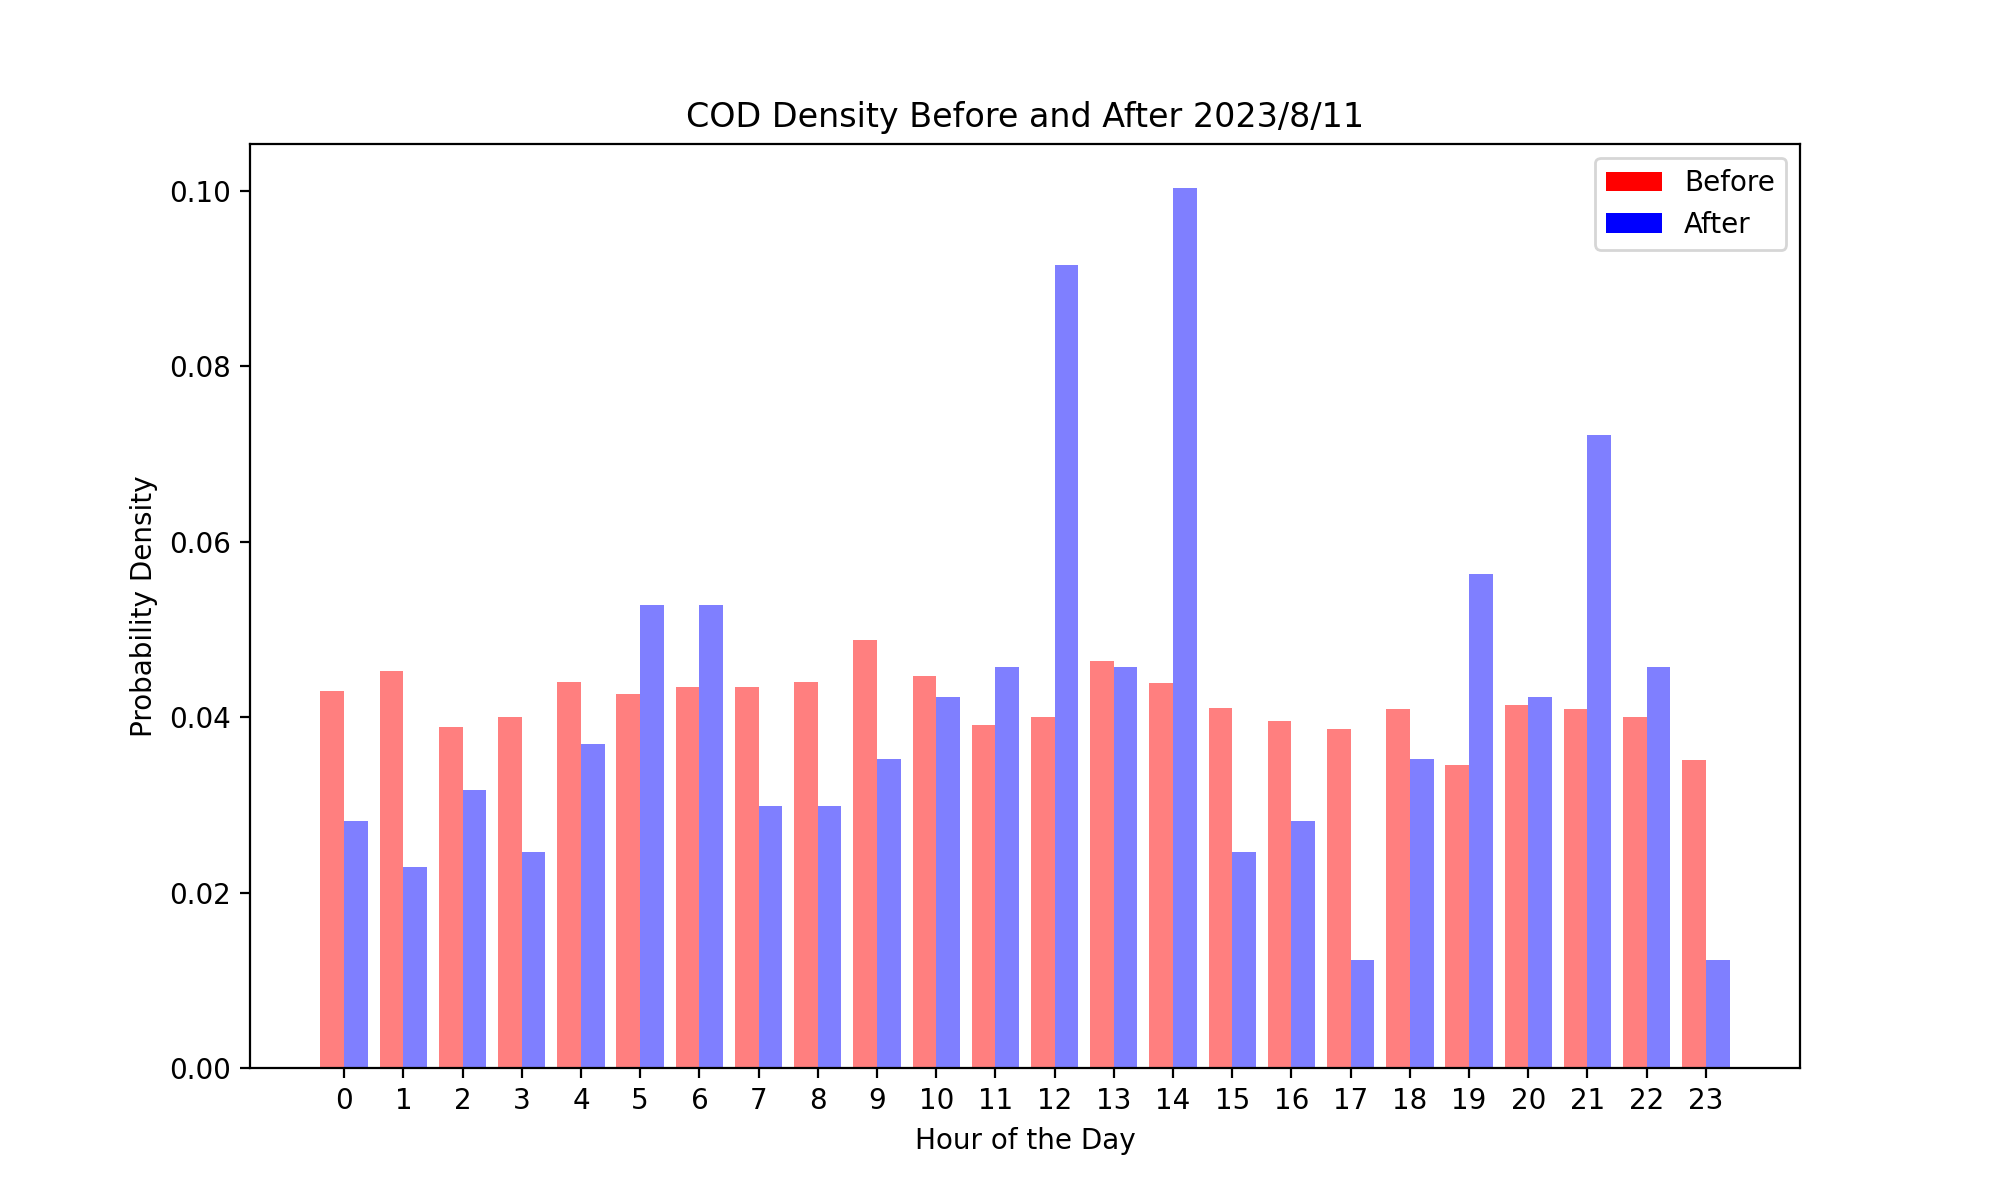 COD Density Before and After 2023/8/11
Before
After
0.10
0.08
0.06
0.04
0.02
0.00
Probability Density
0 1 2 3 4 5 6 7 8 9 10 11 12 13 14 15 16 17 18 19 20 21 22 23
Hour of the Day